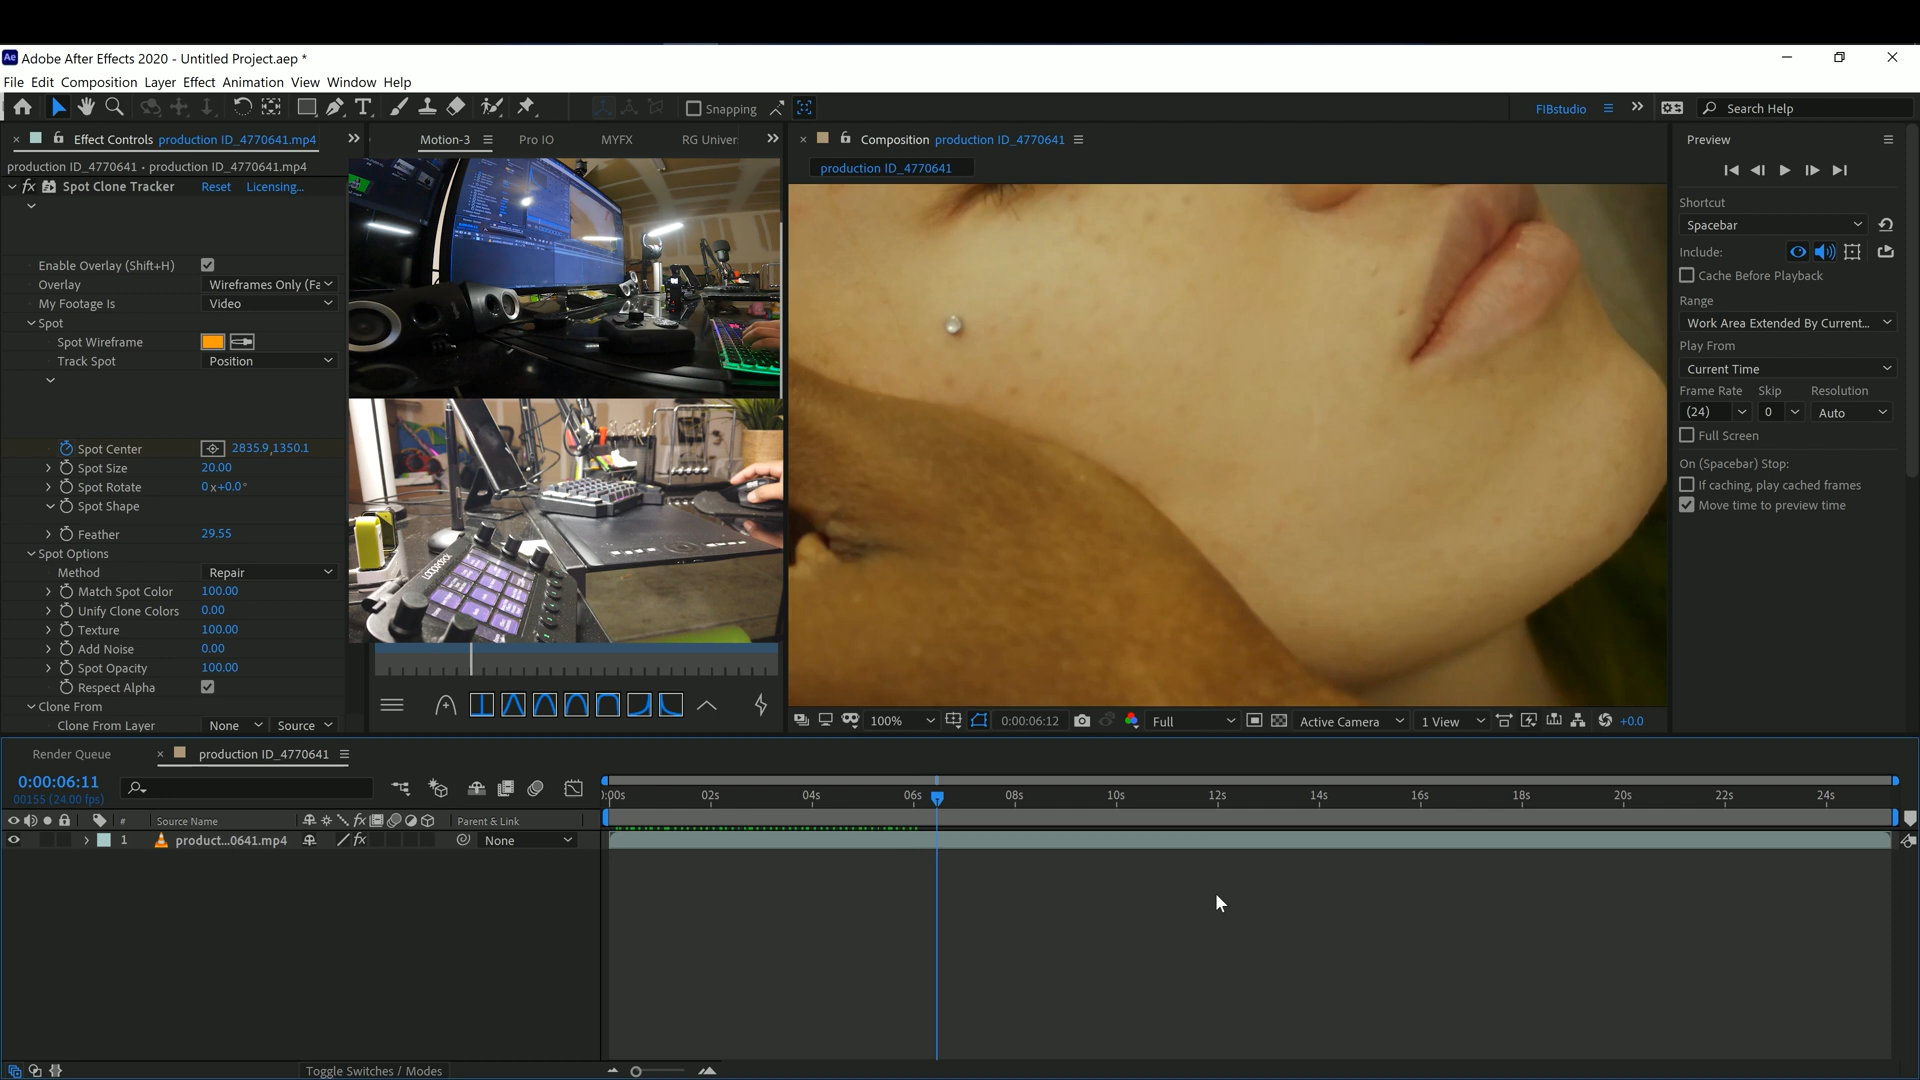 Adobe After Effects 2020 - Untitled Project.aep *
File Edit Composition Layer Effect Animation View Window Help
Snapping
FIBstudio
Search Help
Effect Controls production ID_4770641.mp4
Motion-3
Pro IO
MYFX
RG Univer
Composition production ID_4770641
Preview
production ID_4770641 • production ID_4770641.mp4
production ID_4770641
Spot Clone Tracker Reset Licensing...
Enable Overlay (Shift+H)
Overlay Wireframes Only (Fa
My Footage Is Video
Spot
Spot Wireframe
Track Spot Position
Spot Center 2835.9,1350.1
Spot Size 20.00
Spot Rotate 0x+0.0°
Spot Shape
Feather 29.55
Spot Options
Method Repair
Match Spot Color 100.00
Unify Clone Colors 0.00
Texture 100.00
Add Noise 0.00
Spot Opacity 100.00
Respect Alpha
Clone From
Clone From Layer None Source
100%
0:00:06:12
Full
Active Camera
1 View
+0.0
Shortcut
Spacebar
Include:
Cache Before Playback
Range
Work Area Extended By Current...
Play From
Current Time
Frame Rate Skip Resolution
(24) 0 Auto
Full Screen
On (Spacebar) Stop:
If caching, play cached frames
Move time to preview time
Render Queue
production ID_4770641
0:00:06:11
00155 (24.00 fps)
):00s 02s 04s 06s 08s 10s 12s 14s 16s 18s 20s 22s 24s
# Source Name
Parent & Link
1 product...0641.mp4
None
Toggle Switches / Modes